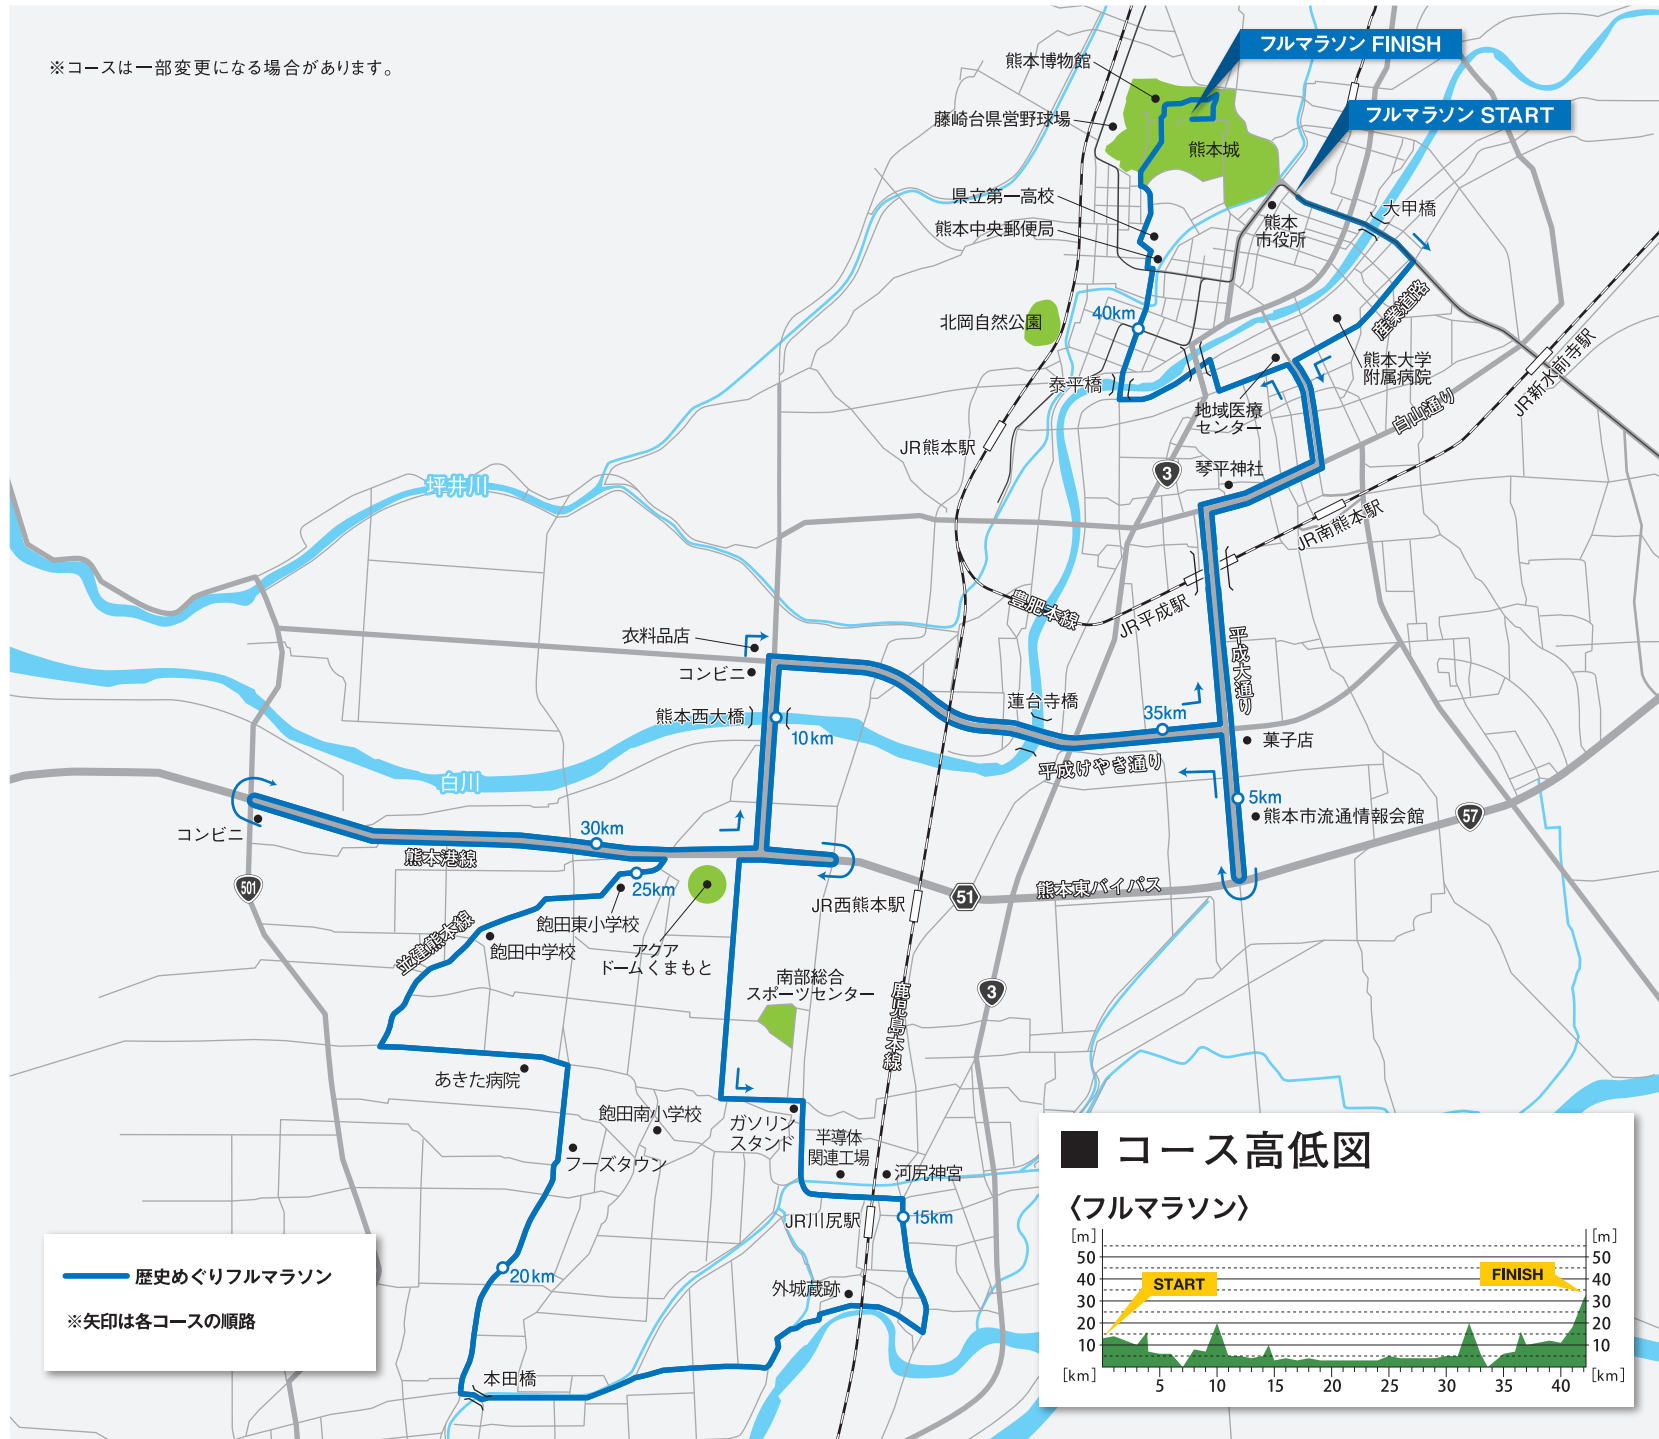 ※コースは一部変更になる場合があります。
フルマラソン FINISH
フルマラソン START
熊本博物館
藤崎台県営野球場
熊本城
県立第一高校
熊本中央郵便局
熊本
市役所
大甲橋
北岡自然公園
40km
産業道路
熊本大学
附属病院
JR新水前寺駅
泰平橋
地域医療
センター
白山通り
JR熊本駅
3
琴平神社
坪井川
JR南熊本駅
豊肥本線
JR平成駅
衣料品店
コンビニ
平成大通り
熊本西大橋
10km
蓮台寺橋
35km
菓子店
白川
平成けやき通り
5km
熊本市流通情報会館
57
コンビニ
30km
熊本港線
25km
501
51
熊本東バイパス
JR西熊本駅
飽田東小学校
並建熊本線
飽田中学校
アクア
ドームくまもと
南部総合
スポーツセンター
鹿児島本線
3
あきた病院
飽田南小学校
ガソリン
スタンド
半導体
関連工場
フーズタウン
河尻神宮
JR川尻駅
15km
20km
外城蔵跡
本田橋
歴史めぐりフルマラソン
※矢印は各コースの順路
■ コース高低図
〈フルマラソン〉
[m] [m]
50 50
40 40
30 30
20 20
10 10
START
FINISH
[km] 5 10 15 20 25 30 35 40 [km]